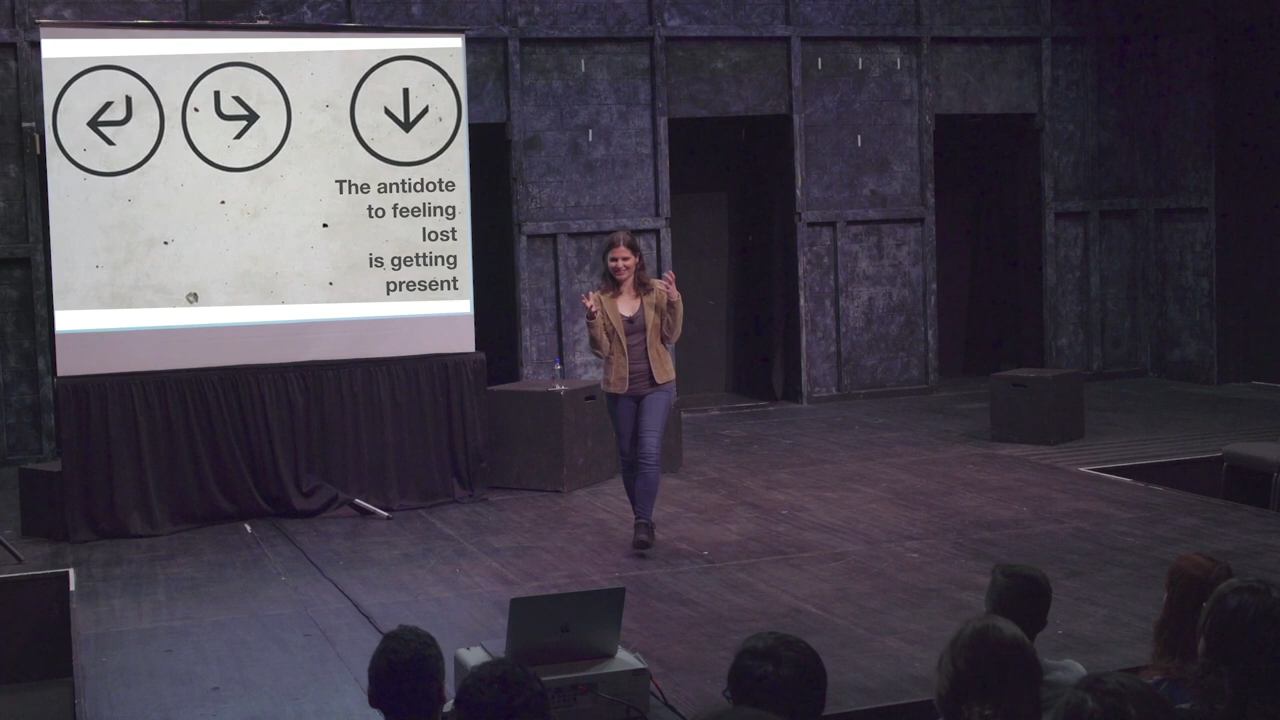 The antidote
to feeling
lost
is getting
present